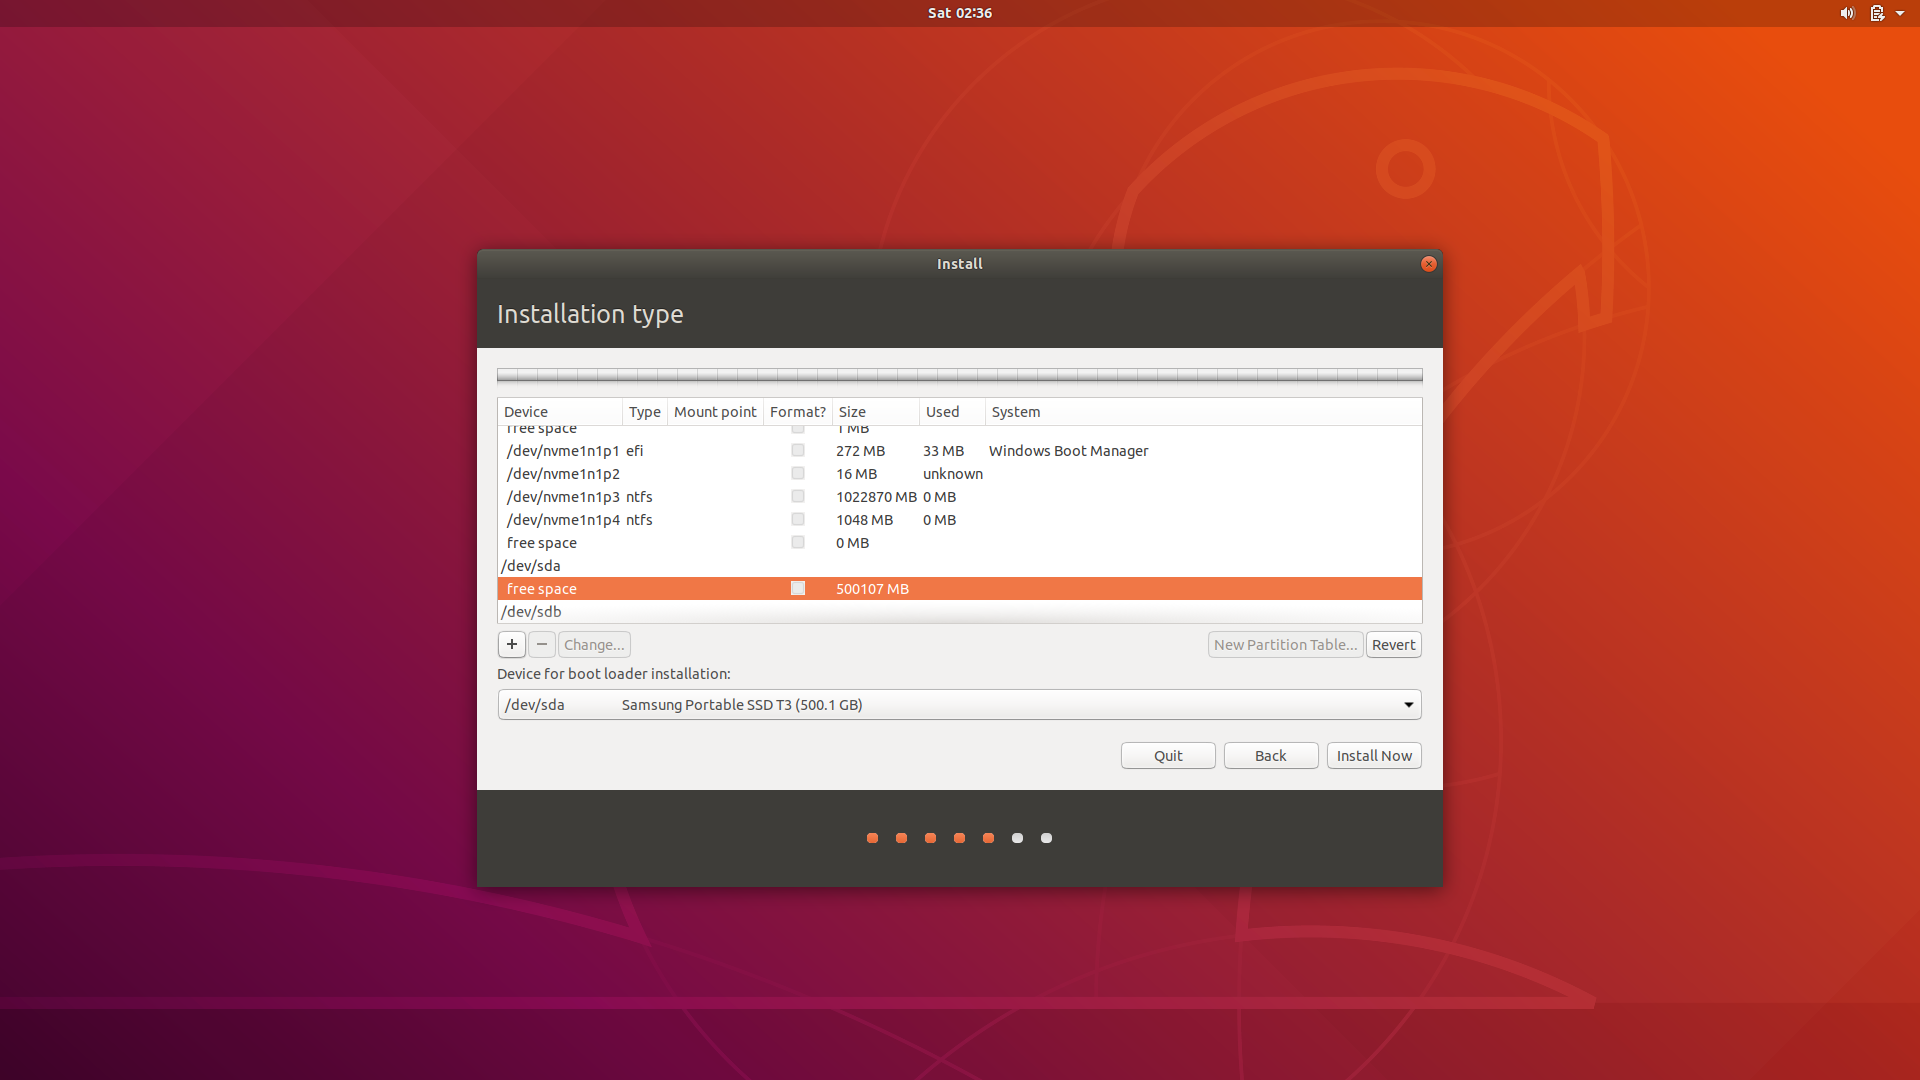 Sat 02:36
Install
Installation type
Device Type Mount point Format? Size Used System
free space 1 MB
/dev/nvme1n1p1 efi 272 MB 33 MB Windows Boot Manager
/dev/nvme1n1p2 16 MB unknown
/dev/nvme1n1p3 ntfs 1022870 MB 0 MB
/dev/nvme1n1p4 ntfs 1048 MB 0 MB
free space 0 MB
/dev/sda
free space 500107 MB
/dev/sdb
+ − Change... New Partition Table... Revert
Device for boot loader installation:
/dev/sda Samsung Portable SSD T3 (500.1 GB)
Quit Back Install Now